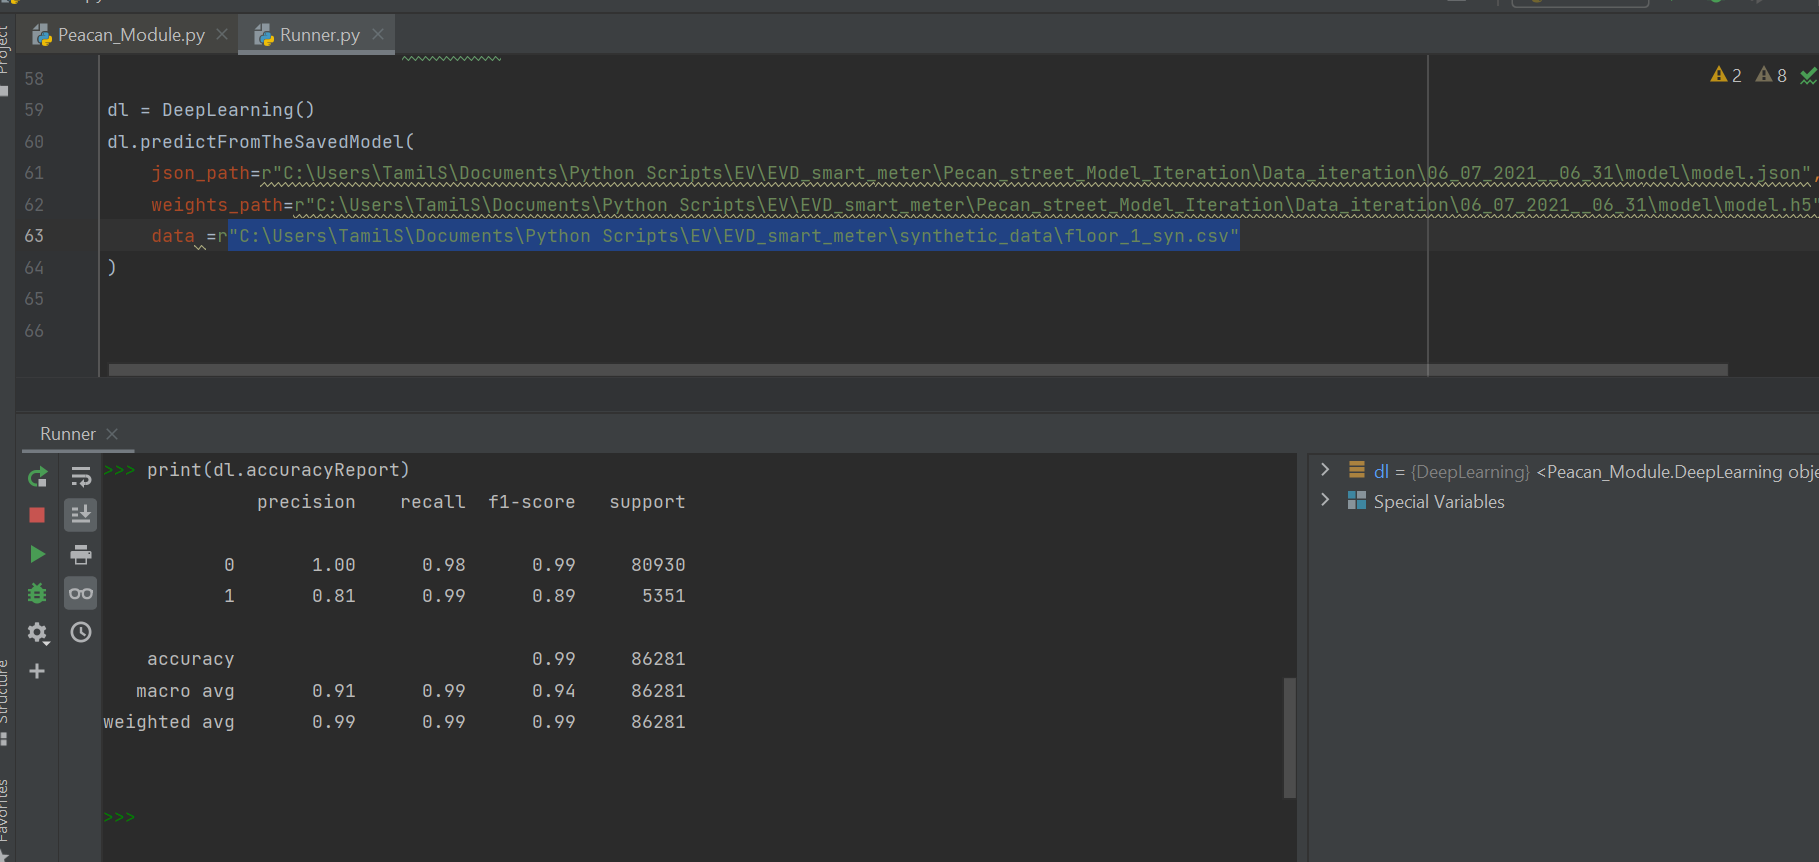 Project
Peacan_Module.py
Runner.py
2 8
58
59 dl = DeepLearning()
60 dl.predictFromTheSavedModel(
61 json_path=r"C:\Users\TamilS\Documents\Python Scripts\EV\EVD_smart_meter\Pecan_street_Model_Iteration\Data_iteration\06_07_2021__06_31\model\model.json",
62 weights_path=r"C:\Users\TamilS\Documents\Python Scripts\EV\EVD_smart_meter\Pecan_street_Model_Iteration\Data_iteration\06_07_2021__06_31\model\model.h5"
63 data =r"C:\Users\TamilS\Documents\Python Scripts\EV\EVD_smart_meter\synthetic_data\floor_1_syn.csv"
64 )
65
66
Runner
>>> print(dl.accuracyReport)
precision recall f1-score support
0 1.00 0.98 0.99 80930
1 0.81 0.99 0.89 5351
accuracy 0.99 86281
macro avg 0.91 0.99 0.94 86281
weighted avg 0.99 0.99 0.99 86281
>>>
dl = {DeepLearning} <Peacan_Module.DeepLearning obje
Special Variables
Structure
Favorites